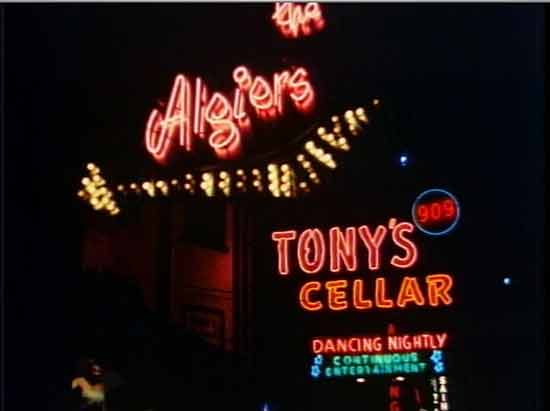 the
Algiers
909
TONY'S
CELLAR
DANCING NIGHTLY
CONTINUOUS
ENTERTAINMENT